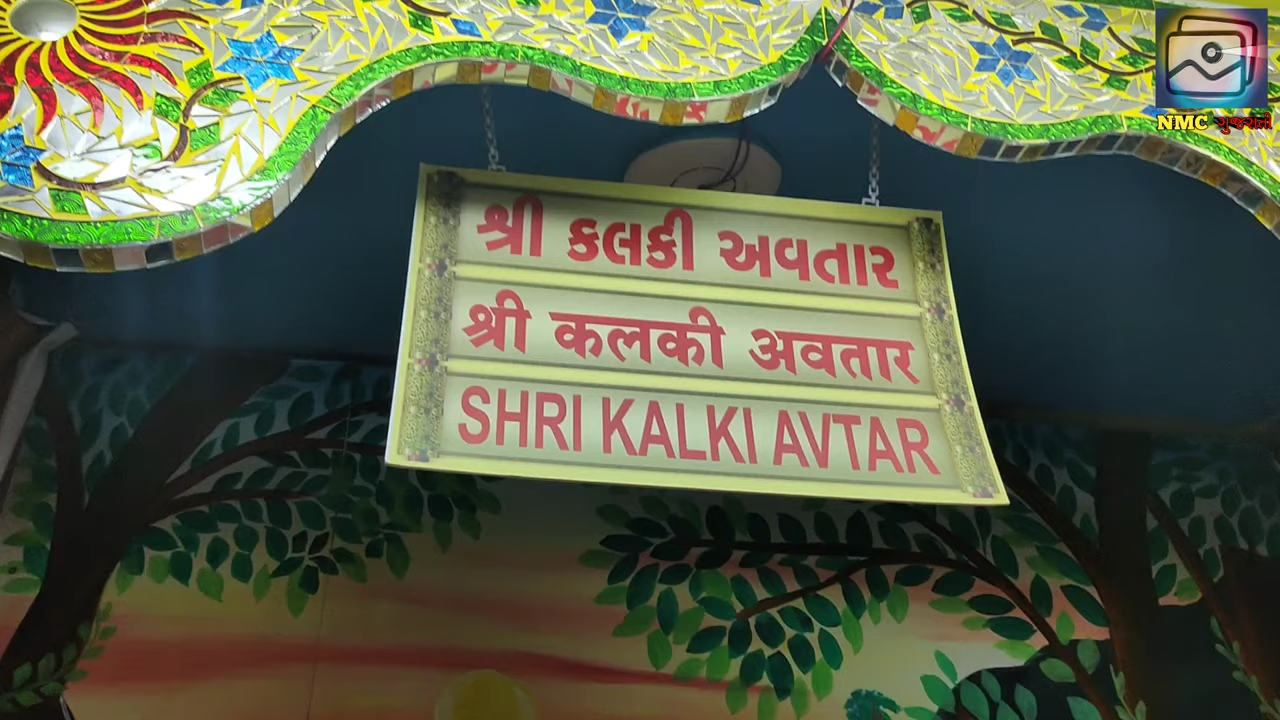 NMC ગુજરાતી
શ્રી કલકી અવતાર
श्री कलकी अवतार
SHRI KALKI AVTAR